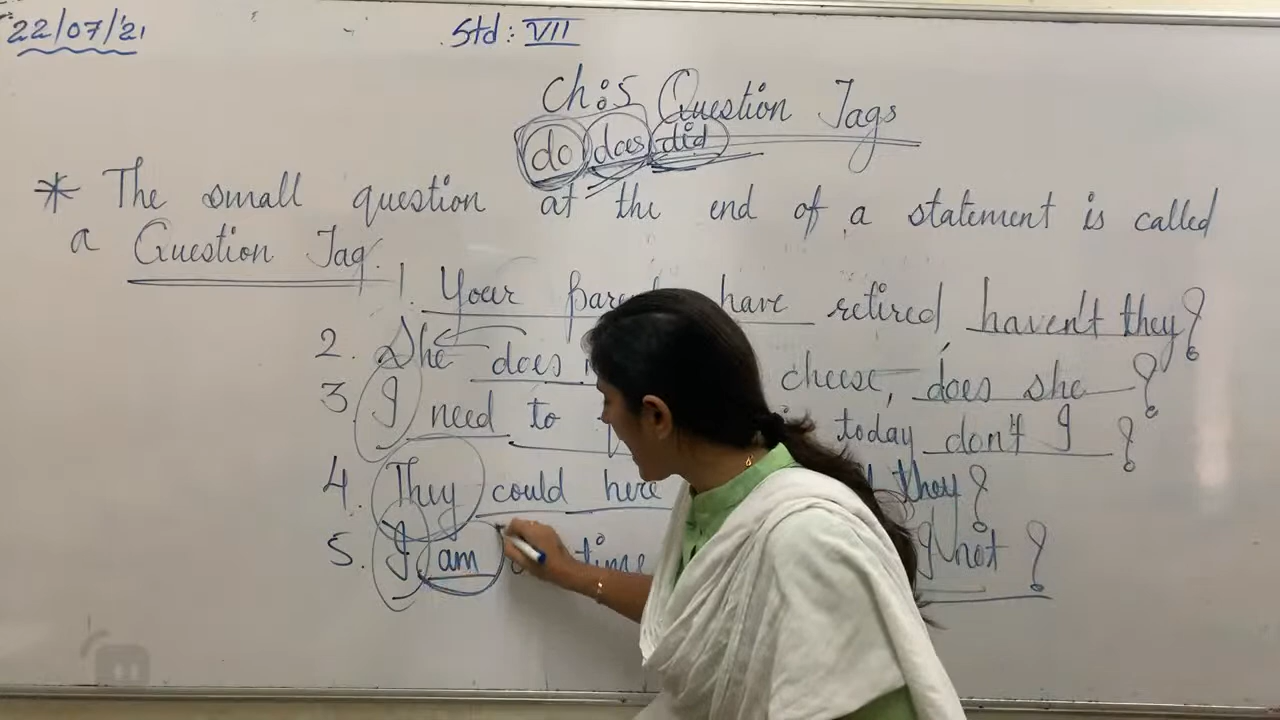 22/07/21
Std: VII
Ch:5 Question Tags
do does did
* The small question at the end of a statement is called
a Question Tag.
1. Your have retired haven't they?
2. She does cheese, does she?
3 I need to today don't I?
4. They could here they?
5. I am time I not?